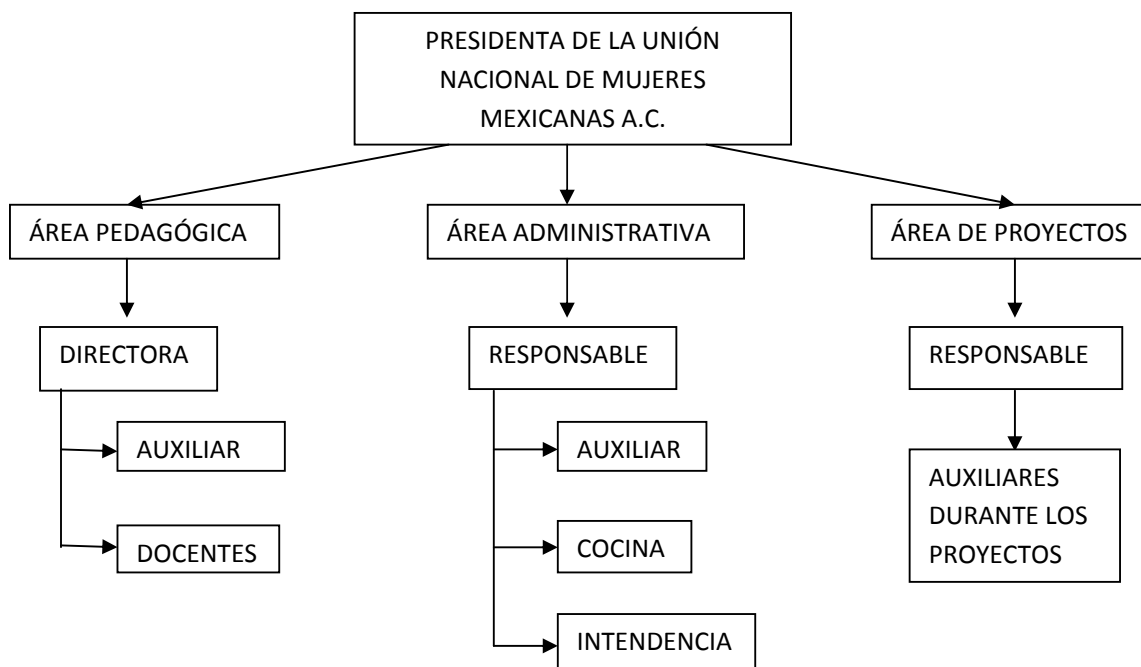 PRESIDENTA DE LA UNIÓN
NACIONAL DE MUJERES
MEXICANAS A.C.
ÁREA PEDAGÓGICA
ÁREA ADMINISTRATIVA
ÁREA DE PROYECTOS
DIRECTORA
RESPONSABLE
RESPONSABLE
AUXILIAR
AUXILIAR
AUXILIARES
DURANTE LOS
PROYECTOS
DOCENTES
COCINA
INTENDENCIA